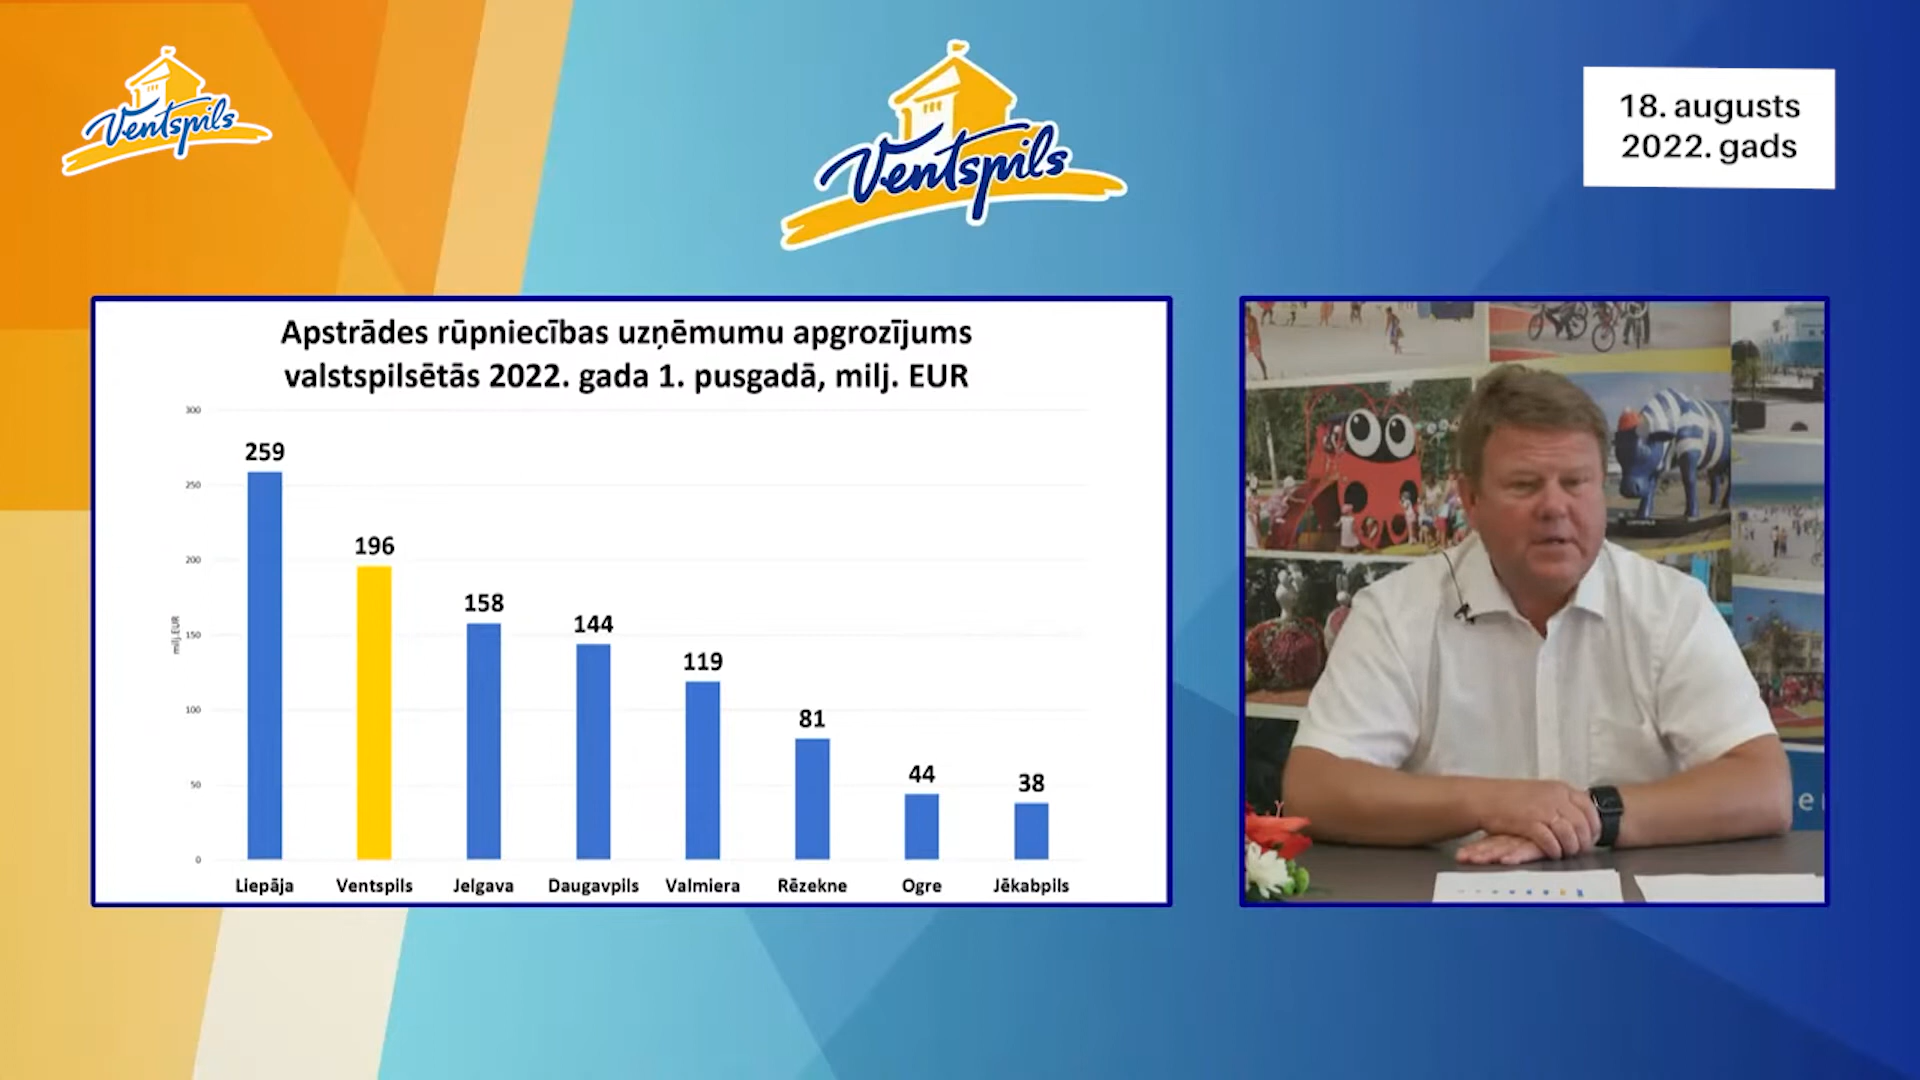 Ventspils
Ventspils
18. augusts
2022. gads
Apstrādes rūpniecības uzņēmumu apgrozījums
valstspilsētās 2022. gada 1. pusgadā, milj. EUR
milj.EUR
300
250
200
150
100
50
0
259
196
158
144
119
81
44
38
Liepāja Ventspils Jelgava Daugavpils Valmiera Rēzekne Ogre Jēkabpils